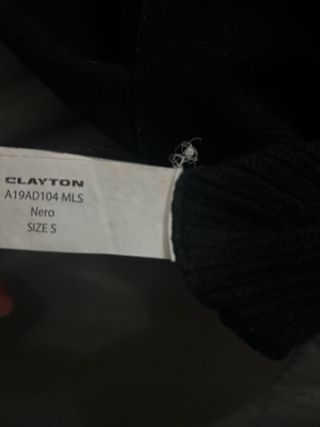 CLAYTON
A19AD104 MLS
Nero
SIZE S